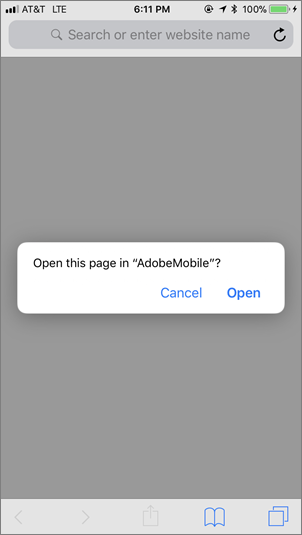 AT&T LTE 6:11 PM 100%
Search or enter website name
Open this page in “AdobeMobile”?
Cancel Open